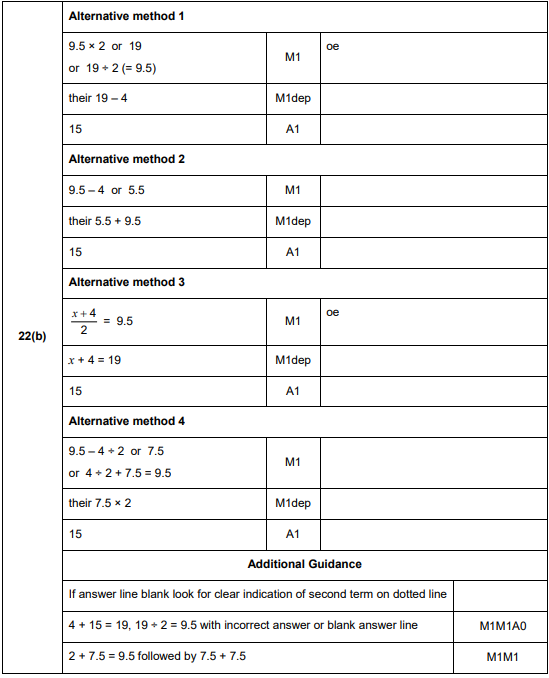 Alternative method 1
9.5 × 2 or 19
or 19 ÷ 2 (= 9.5)
M1
oe
their 19 – 4
M1dep
15
A1
Alternative method 2
9.5 – 4 or 5.5
M1
their 5.5 + 9.5
M1dep
15
A1
Alternative method 3
22(b)
x + 4
2
= 9.5
M1
oe
x + 4 = 19
M1dep
15
A1
Alternative method 4
9.5 – 4 ÷ 2 or 7.5
or 4 ÷ 2 + 7.5 = 9.5
M1
their 7.5 × 2
M1dep
15
A1
Additional Guidance
If answer line blank look for clear indication of second term on dotted line
4 + 15 = 19, 19 ÷ 2 = 9.5 with incorrect answer or blank answer line
M1M1A0
2 + 7.5 = 9.5 followed by 7.5 + 7.5
M1M1